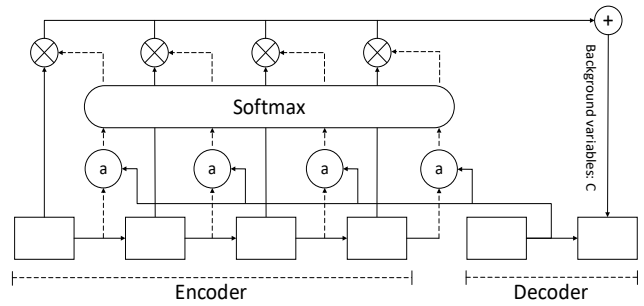 Softmax
Background variables: C
a
a
a
a
Encoder
Decoder